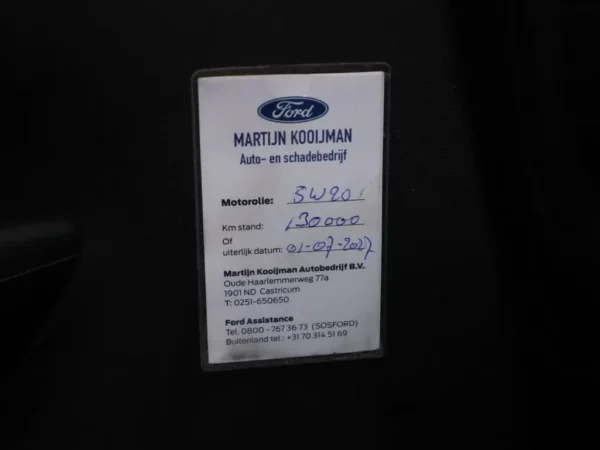 Ford
MARTIJN KOOIJMAN
Auto- en schadebedrijf
Motorolie: 5W20
Km stand: 130000
Of
uiterlijk datum: 01-07-2027
Martijn Kooijman Autobedrijf B.V.
Oude Haarlemmerweg 77a
1901 ND Castricum
T: 0251-650650
Ford Assistance
Tel. 0800 - 767 36 73 (SOSFORD)
Buitenland tel.: +31 70 314 51 69